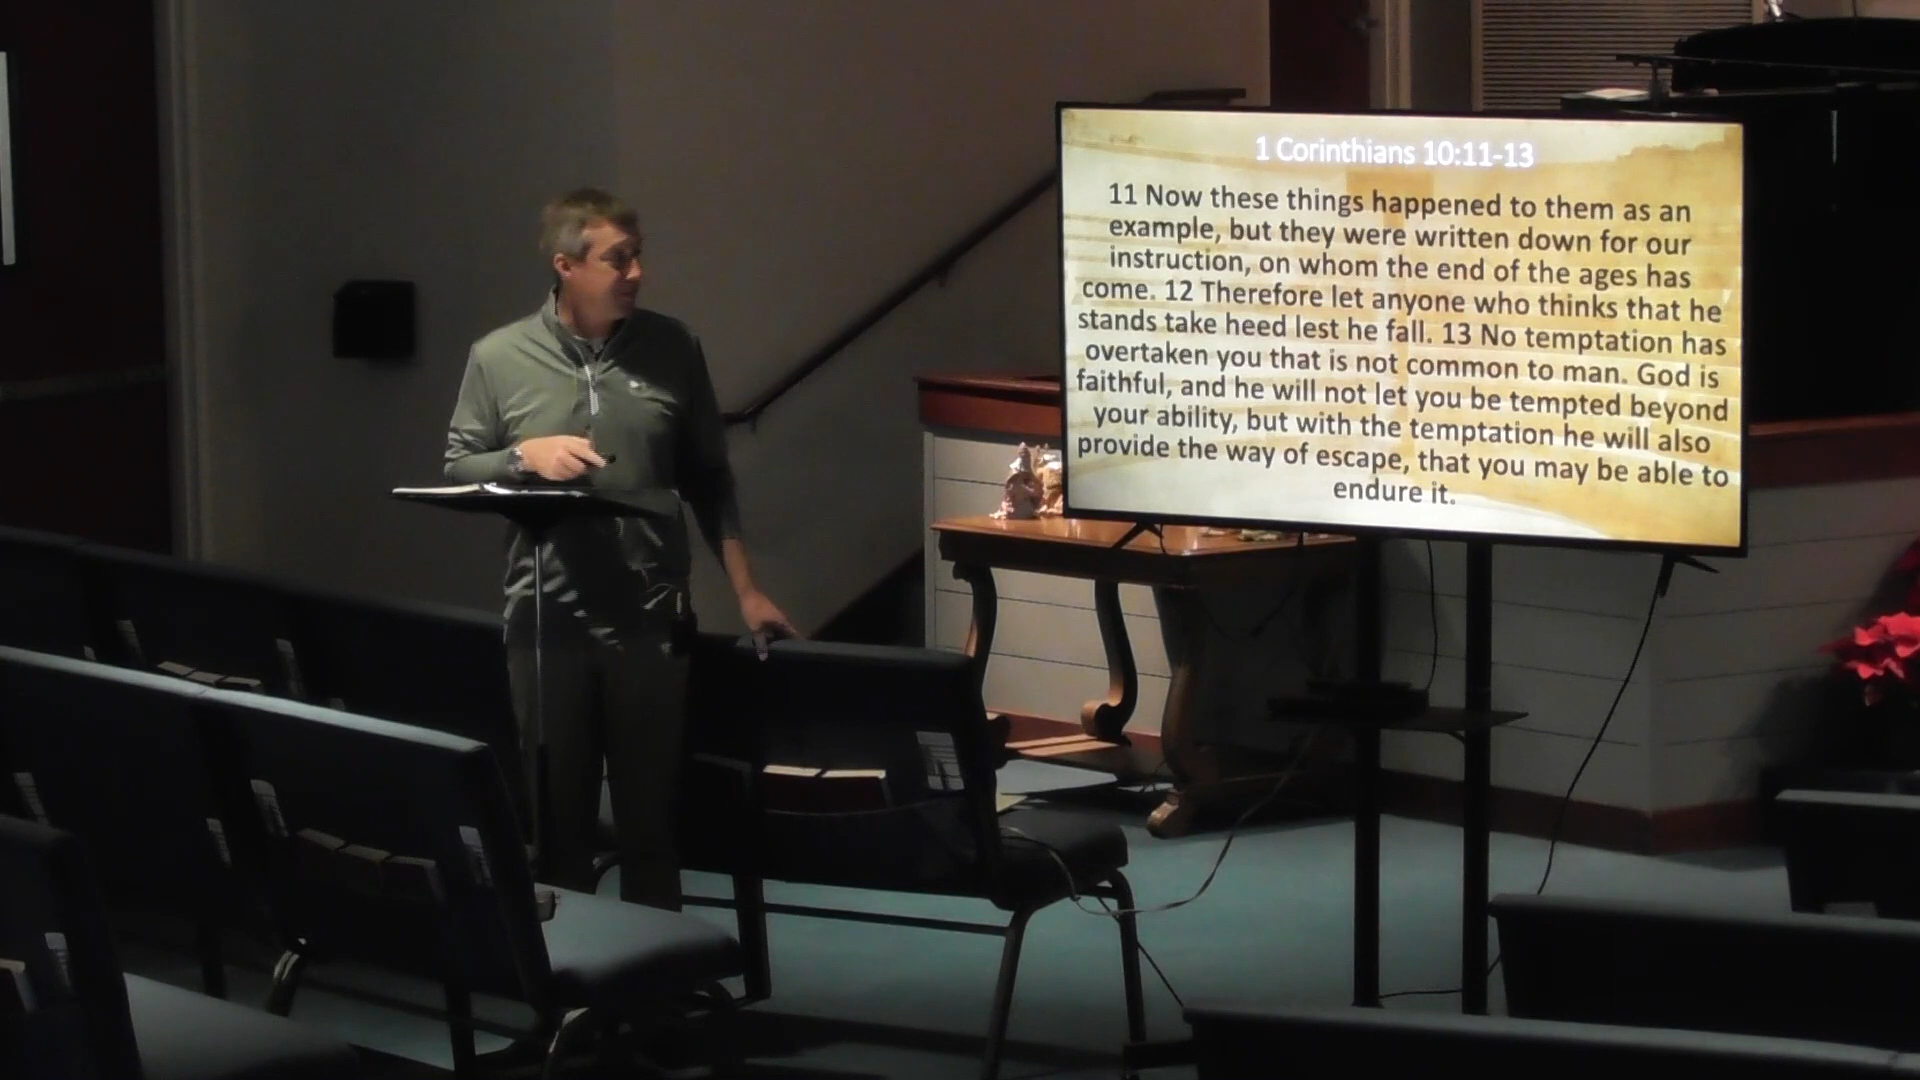 1 Corinthians 10:11-13
11 Now these things happened to them as an
example, but they were written down for our
instruction, on whom the end of the ages has
come. 12 Therefore let anyone who thinks that he
stands take heed lest he fall. 13 No temptation has
overtaken you that is not common to man. God is
faithful, and he will not let you be tempted beyond
your ability, but with the temptation he will also
provide the way of escape, that you may be able to
endure it.